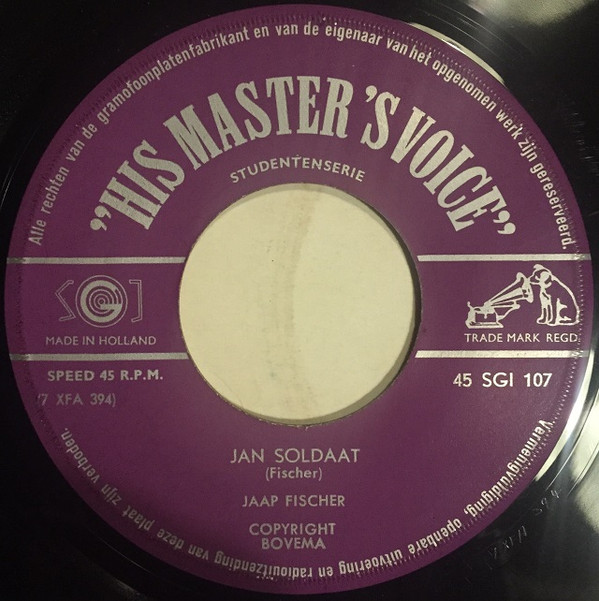 Alle rechten van de gramofoonplatenfabrikant en van de eigenaar van het opgenomen werk zijn gereserveerd.
"HIS MASTER'S VOICE"
STUDENTENSERIE
SGJ
MADE IN HOLLAND
TRADE MARK REGD.
SPEED 45 R.P.M.
(7 XFA 394)
45 SGI 107
JAN SOLDAAT
(Fischer)
JAAP FISCHER
COPYRIGHT
BOVEMA
Vermenigvuldiging, openbare uitvoering en radiouitzending van deze plaat zijn verboden.